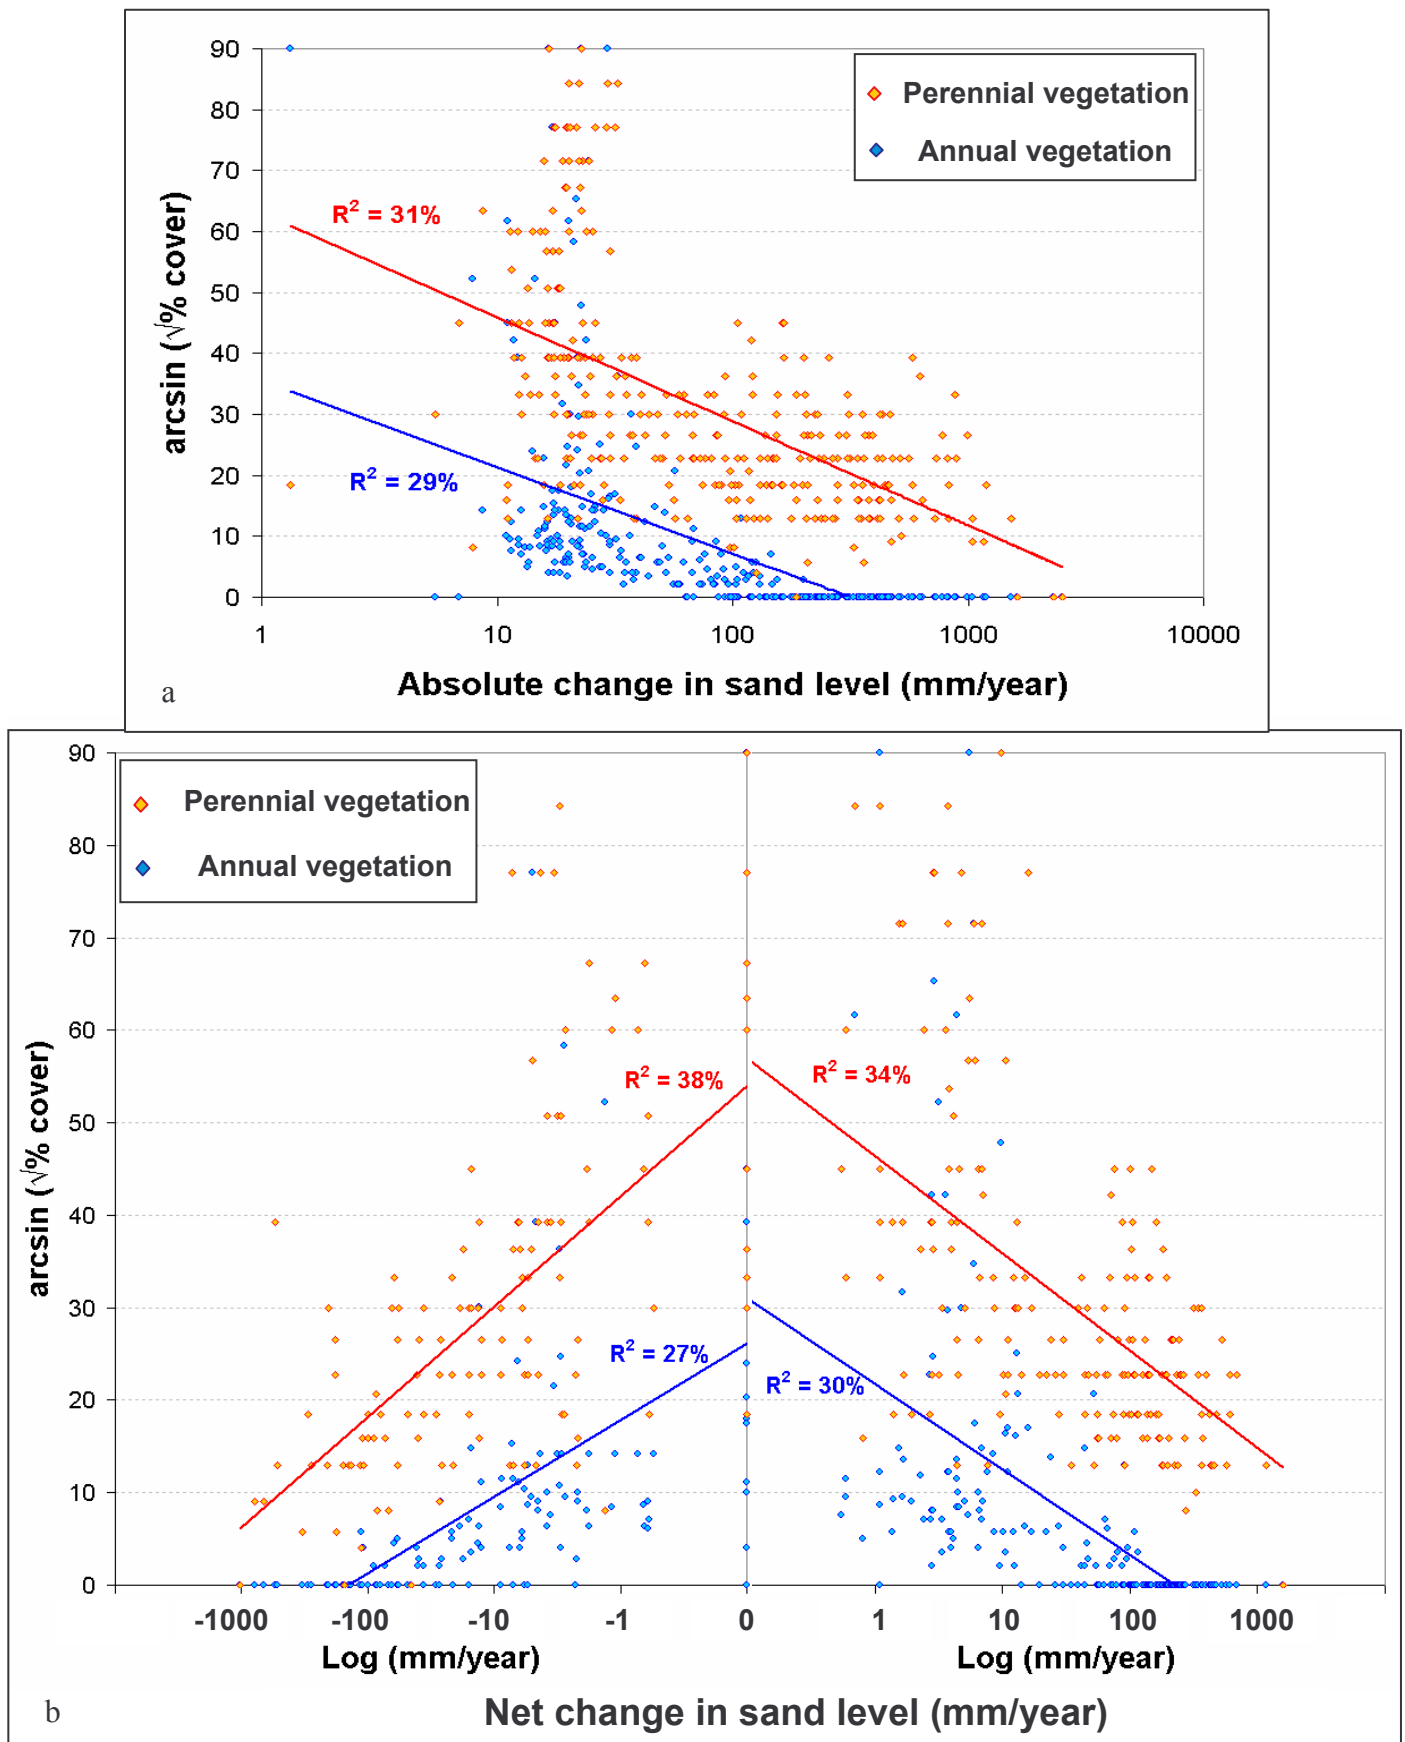 90
80
70
60
50
40
30
20
10
0
arcsin (√% cover)
Perennial vegetation
Annual vegetation
R² = 31%
R² = 29%
1 10 100 1000 10000
Absolute change in sand level (mm/year)
a
90
80
70
60
50
40
30
20
10
0
arcsin (√% cover)
Perennial vegetation
Annual vegetation
R² = 38%
R² = 34%
R² = 27%
R² = 30%
-1000 -100 -10 -1 0 1 10 100 1000
Log (mm/year) Log (mm/year)
Net change in sand level (mm/year)
b